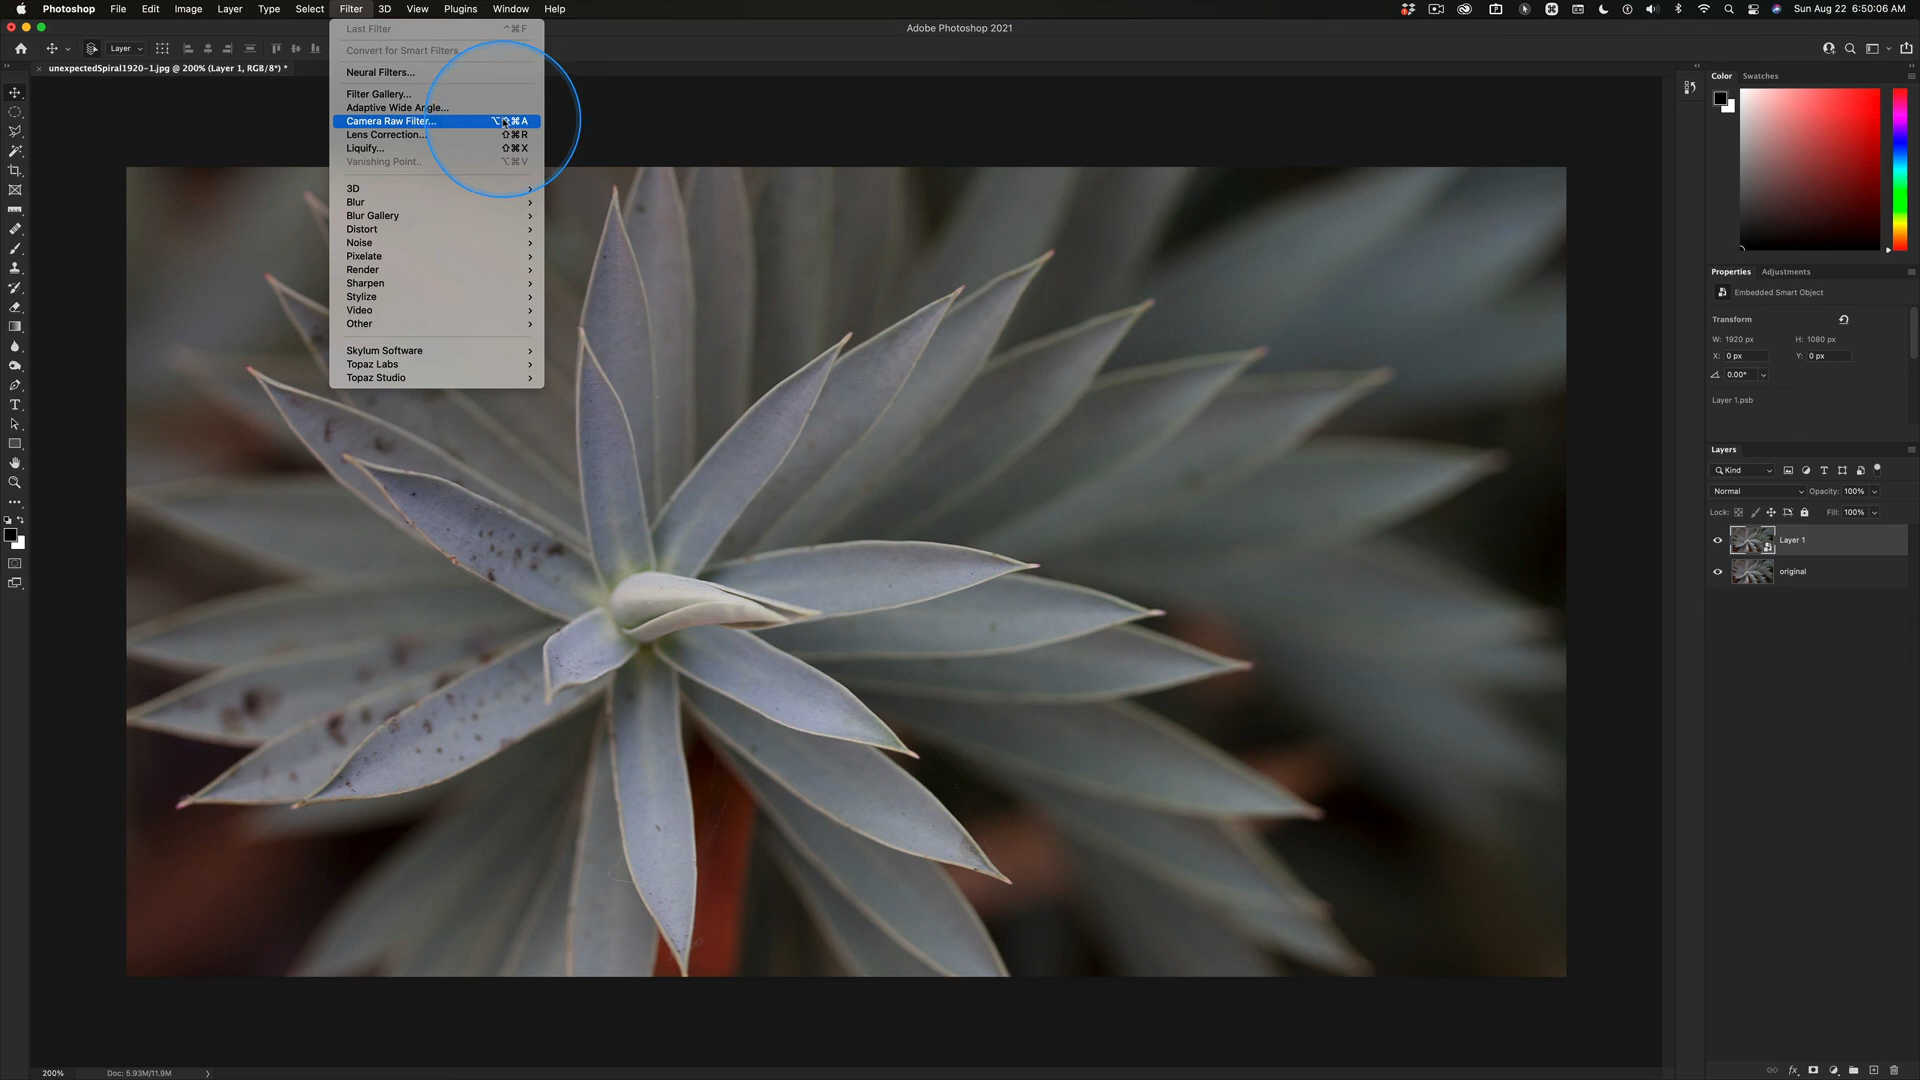 Photoshop File Edit Image Layer Type Select Filter 3D View Plugins Window Help
Sun Aug 22 6:50:06 AM
Adobe Photoshop 2021
Layer
unexpectedSpiral1920-1.jpg @ 200% (Layer 1, RGB/8*) *
Last Filter ⌃⌘F
Convert for Smart Filters
Neural Filters...
Filter Gallery...
Adaptive Wide Angle...
Camera Raw Filter... ⌥⇧⌘A
Lens Correction... ⇧⌘R
Liquify... ⇧⌘X
Vanishing Point.. ⌥⌘V
3D
Blur
Blur Gallery
Distort
Noise
Pixelate
Render
Sharpen
Stylize
Video
Other
Skylum Software
Topaz Labs
Topaz Studio
Color Swatches
Properties Adjustments
Embedded Smart Object
Transform
W: 1920 px H: 1080 px
X: 0 px Y: 0 px
0.00°
Layer 1.psb
Layers
Kind
Normal Opacity: 100%
Lock: Fill: 100%
Layer 1
original
200% Doc: 5.93M/11.9M